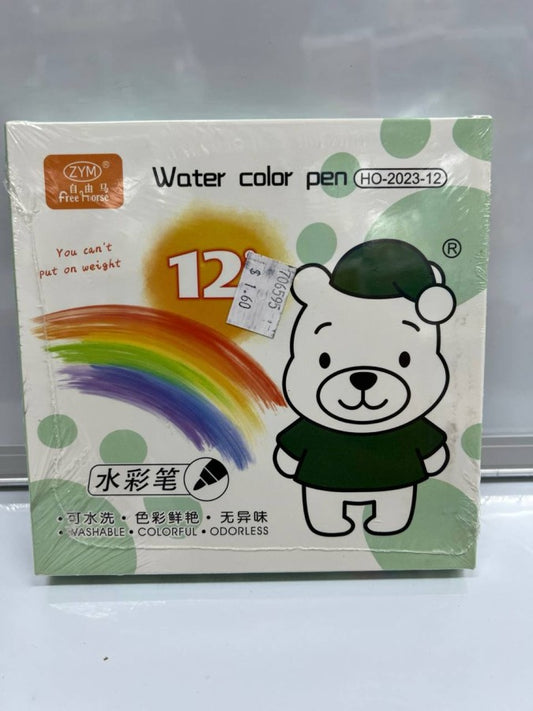 ZYM®
自由马
Free Horse
Water color pen HO-2023-12
You can't
put on weight
12
706595
$ 1.60
®
水彩笔
·可水洗·色彩鲜艳·无异味
·WASHABLE·COLORFUL·ODORLESS